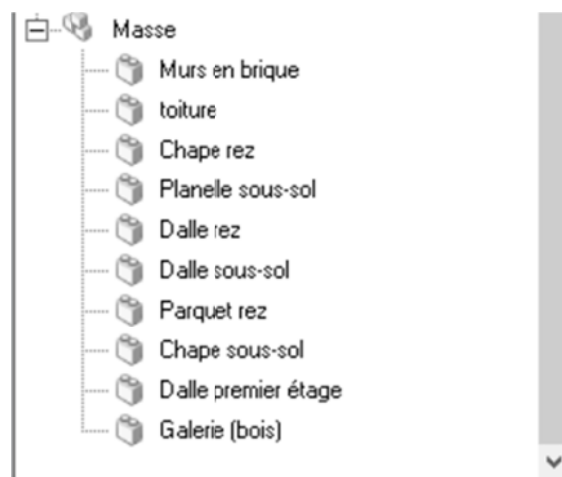 Masse
Murs en brique
toiture
Chape rez
Planelle sous-sol
Dalle rez
Dalle sous-sol
Parquet rez
Chape sous-sol
Dalle premier étage
Galerie (bois)